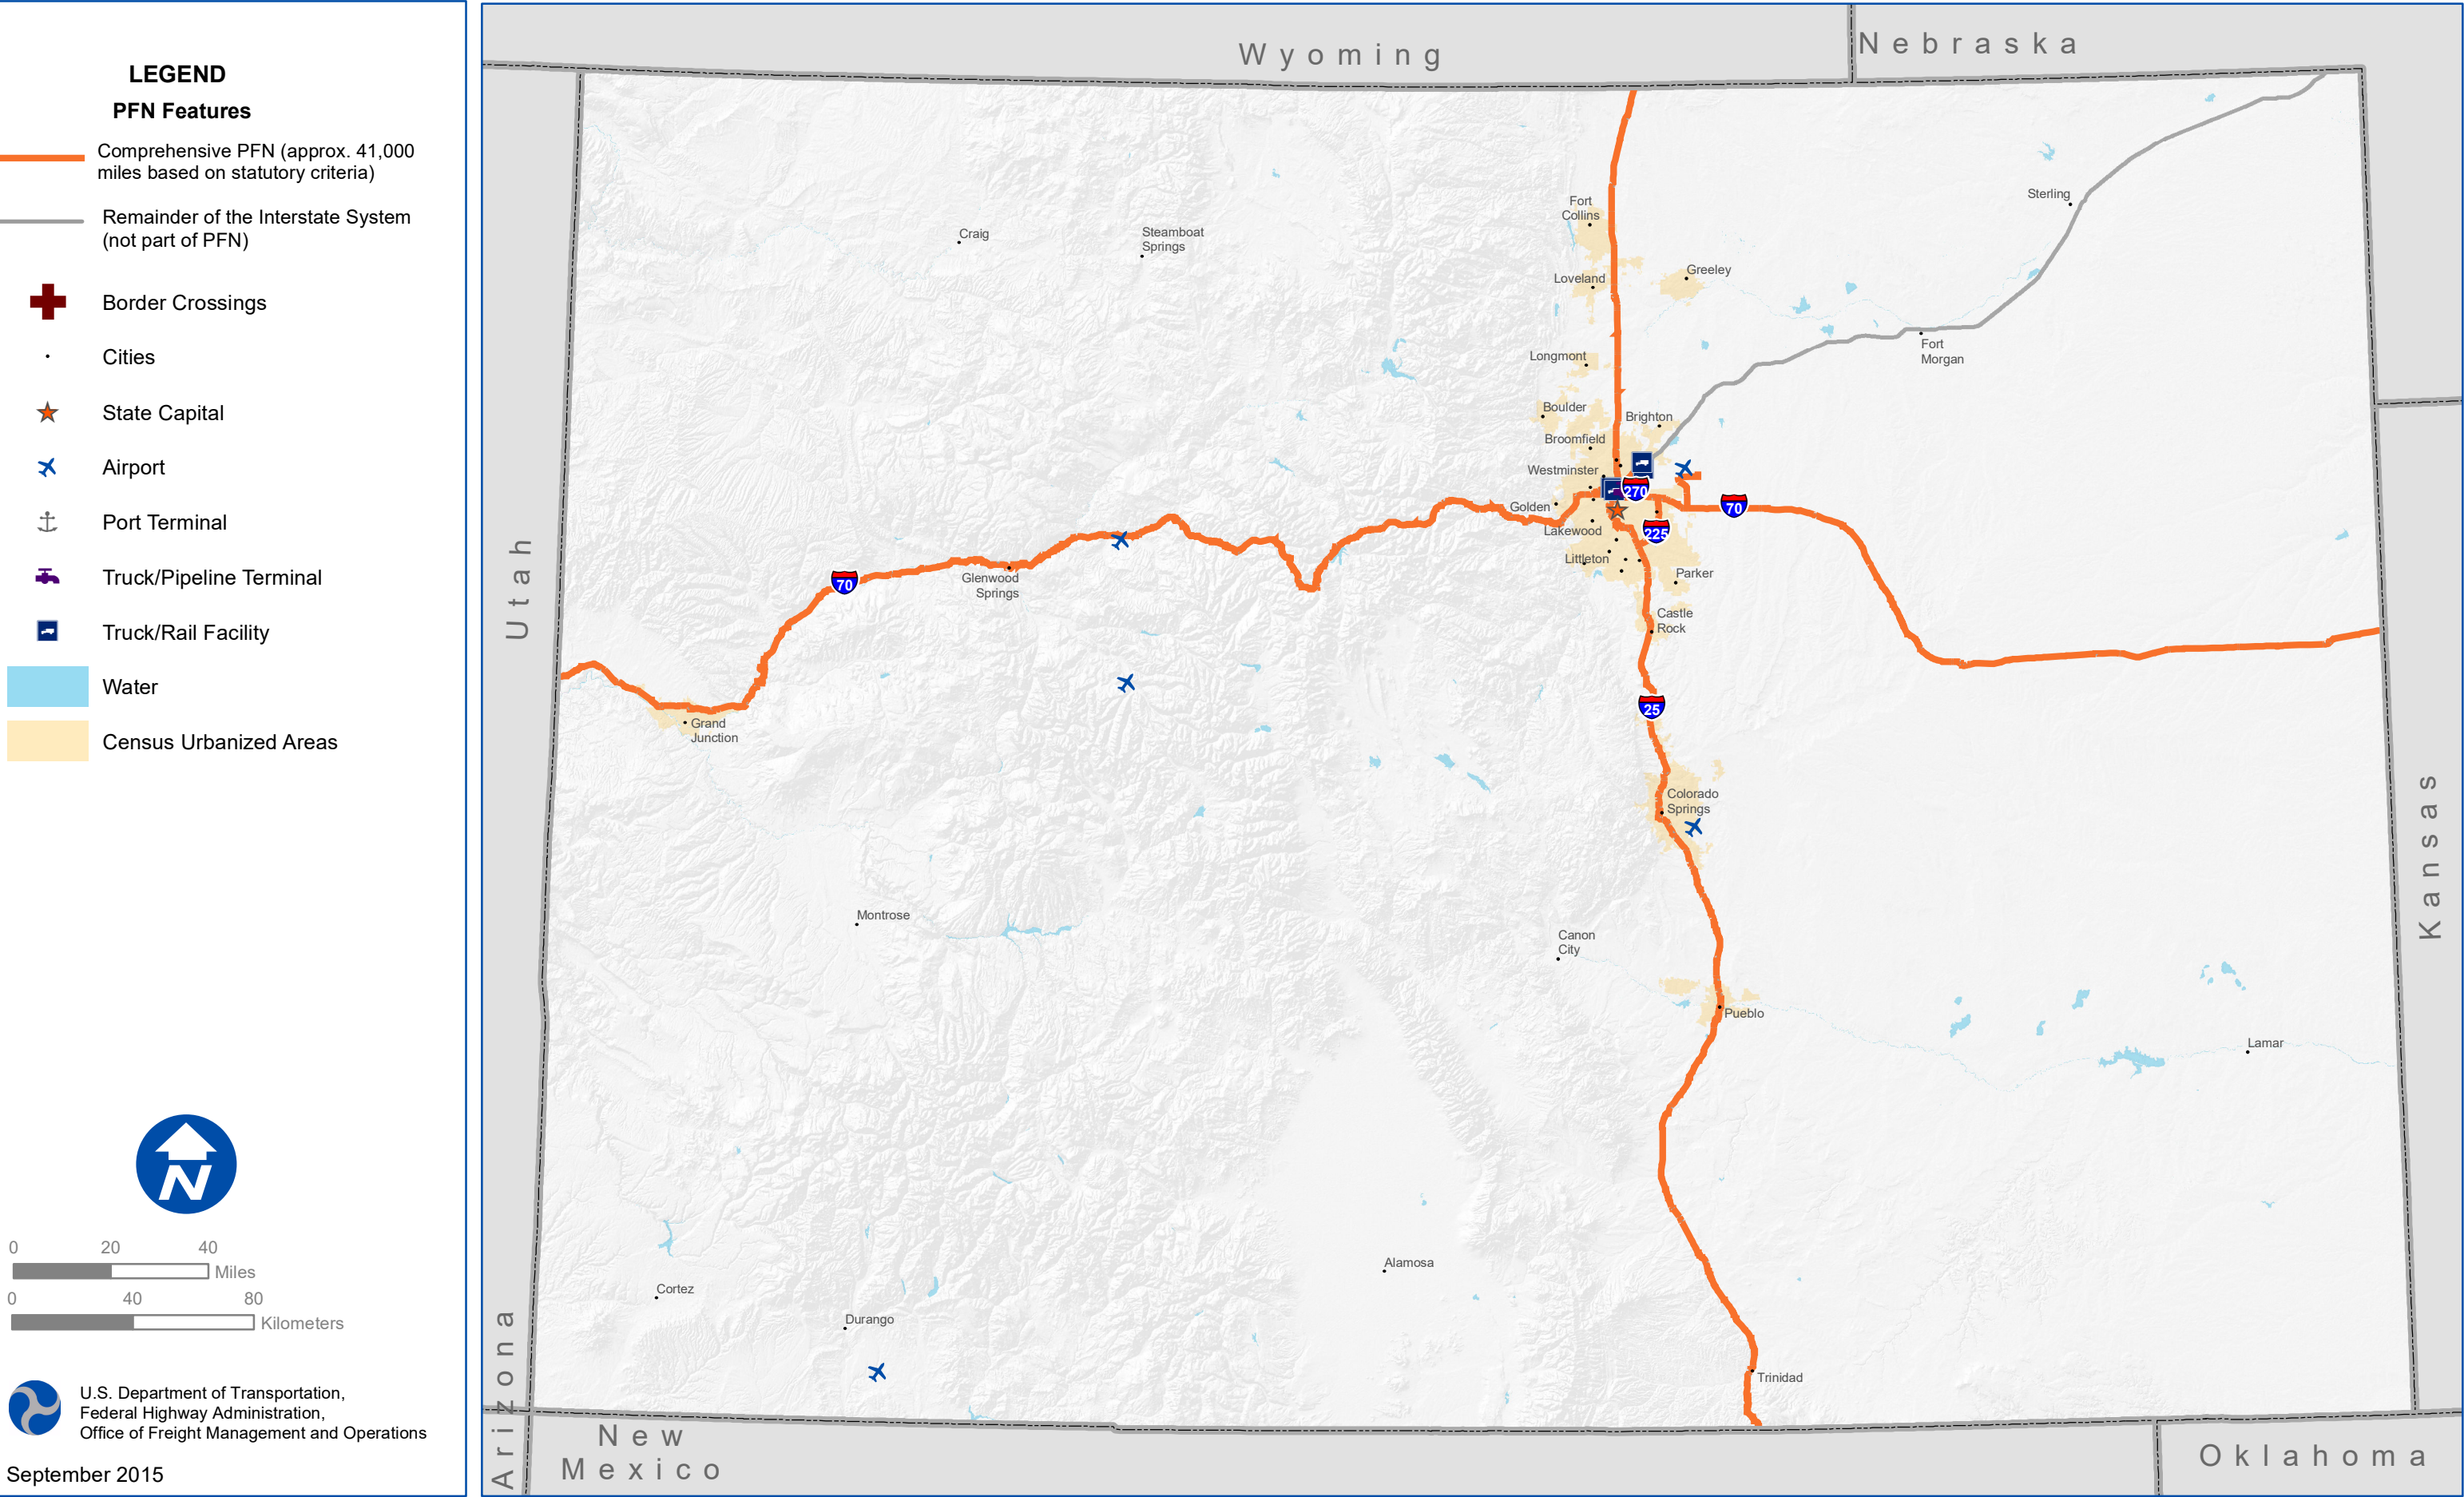 LEGEND
PFN Features
Comprehensive PFN (approx. 41,000
miles based on statutory criteria)
Remainder of the Interstate System
(not part of PFN)
Border Crossings
Cities
State Capital
Airport
Port Terminal
Truck/Pipeline Terminal
Truck/Rail Facility
Water
Census Urbanized Areas
N
0 20 40
Miles
0 40 80
Kilometers
U.S. Department of Transportation,
Federal Highway Administration,
Office of Freight Management and Operations
September 2015
Wyoming
Nebraska
Utah
Kansas
Arizona
New
Mexico
Oklahoma
Sterling
Fort
Collins
Craig
Steamboat
Springs
Greeley
Loveland
Fort
Morgan
Longmont
Boulder
Brighton
Broomfield
Westminster
270
70
Golden
Lakewood
225
Littleton
Parker
70
Glenwood
Springs
Castle
Rock
25
Grand
Junction
Colorado
Springs
Montrose
Canon
City
Pueblo
Lamar
Alamosa
Cortez
Durango
Trinidad